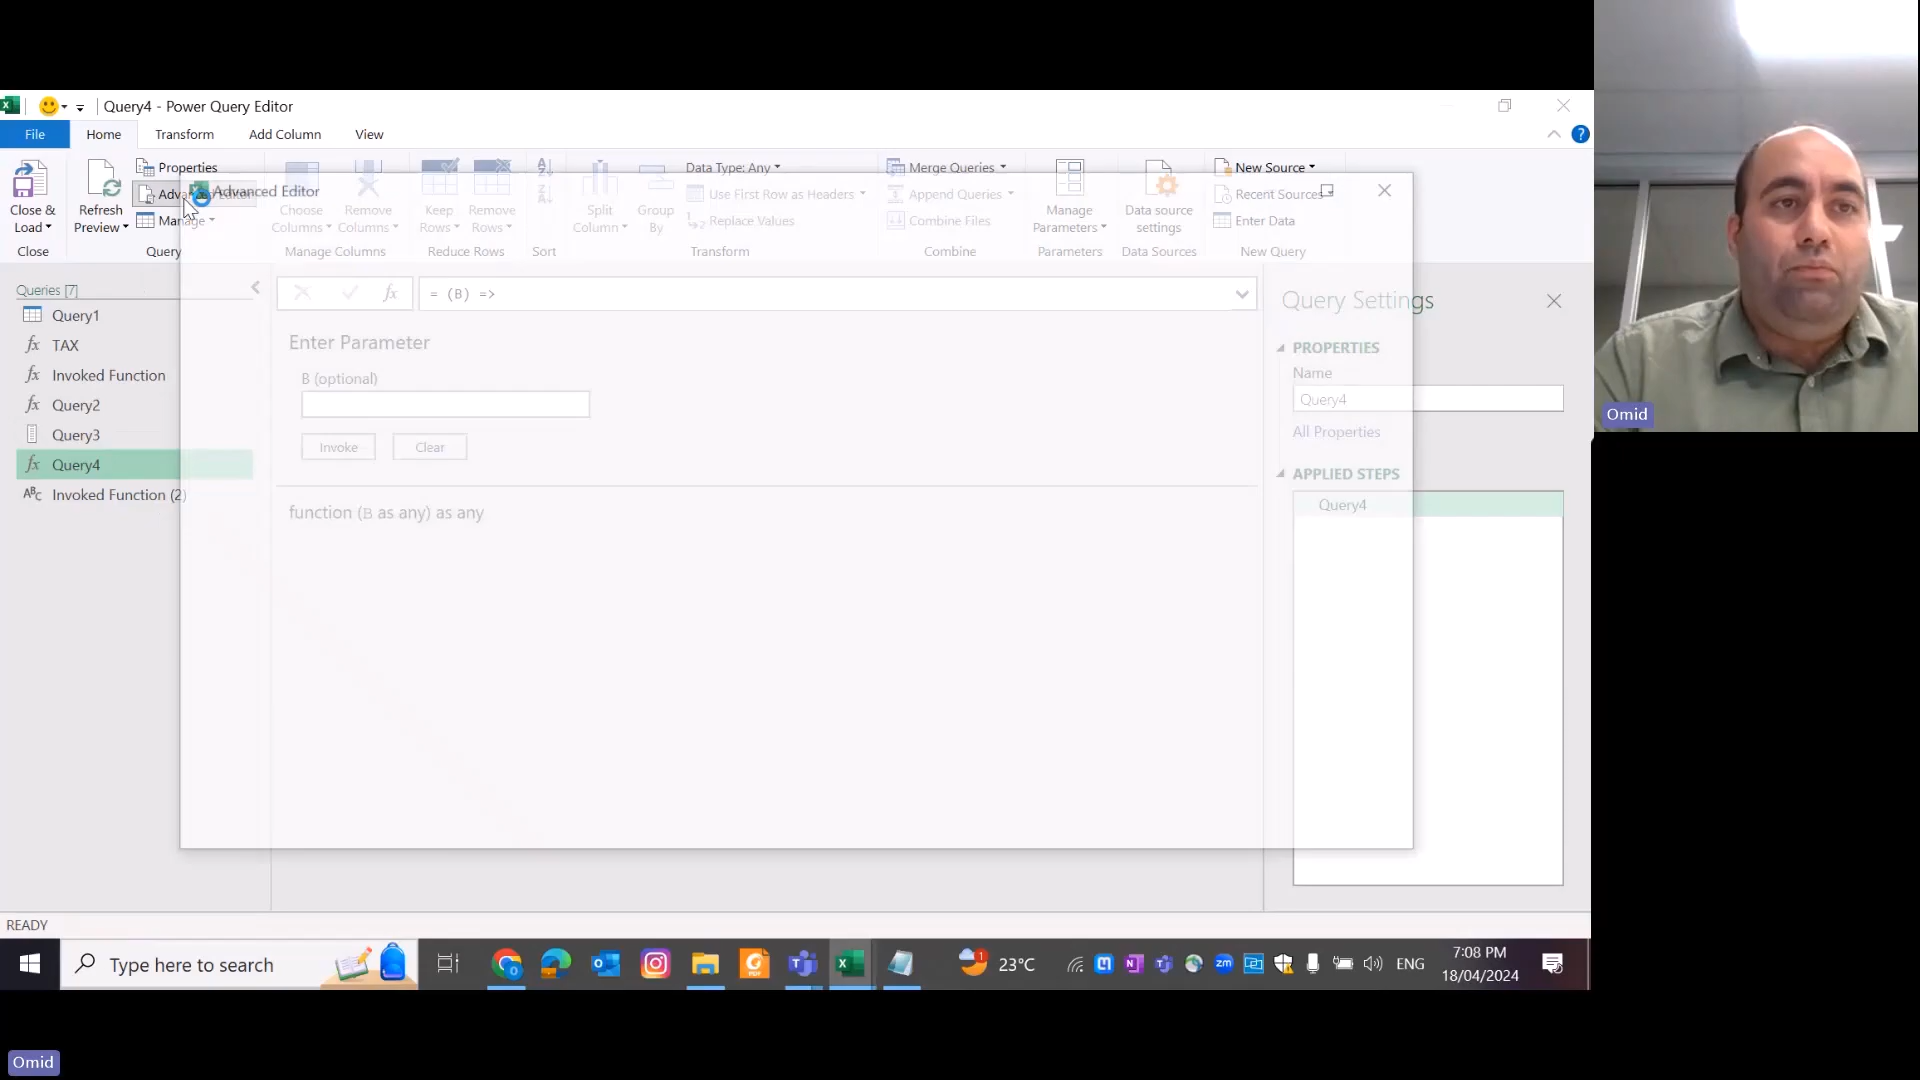 Query4 - Power Query Editor
File
Home
Transform
Add Column
View
Close &
Load
Close
Refresh
Preview
Properties
Manage
Query
Advanced Editor
Choose
Columns
Remove
Columns
Manage Columns
Keep
Rows
Remove
Rows
Reduce Rows
Sort
Split
Column
Group
By
Data Type: Any
Use First Row as Headers
Replace Values
Transform
Merge Queries
Append Queries
Combine Files
Combine
Manage
Parameters
Parameters
Data source
settings
Data Sources
New Source
Recent Sources
Enter Data
New Query
Queries [7]
Query1
fx TAX
fx Invoked Function
fx Query2
Query3
fx Query4
ABC Invoked Function (2)
fx
= (B) =>
Enter Parameter
B (optional)
Invoke
Clear
function (B as any) as any
Query Settings
PROPERTIES
Name
Query4
All Properties
APPLIED STEPS
Query4
READY
Type here to search
23°C
ENG
7:08 PM
18/04/2024
Omid
Omid